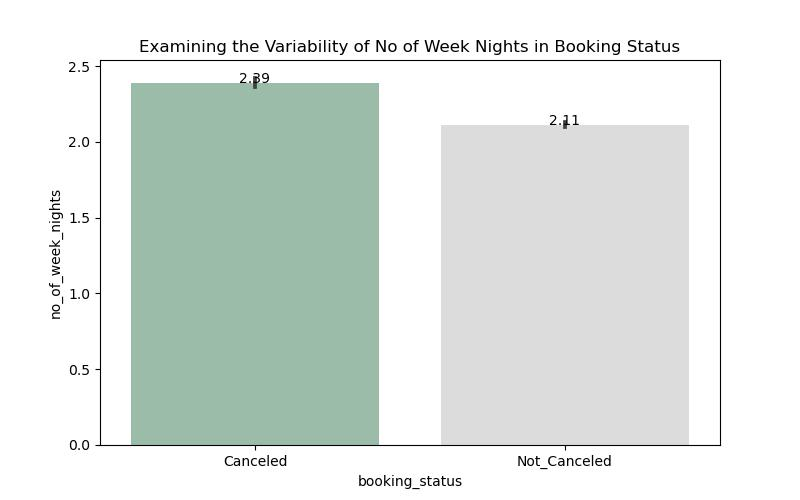 Examining the Variability of No of Week Nights in Booking Status
2.5
2.0
1.5
1.0
0.5
0.0
no_of_week_nights
2.39
2.11
Canceled
Not_Canceled
booking_status